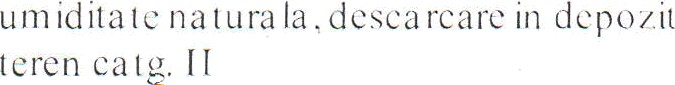 umiditate naturala, descarcare in depozit
teren catg. II